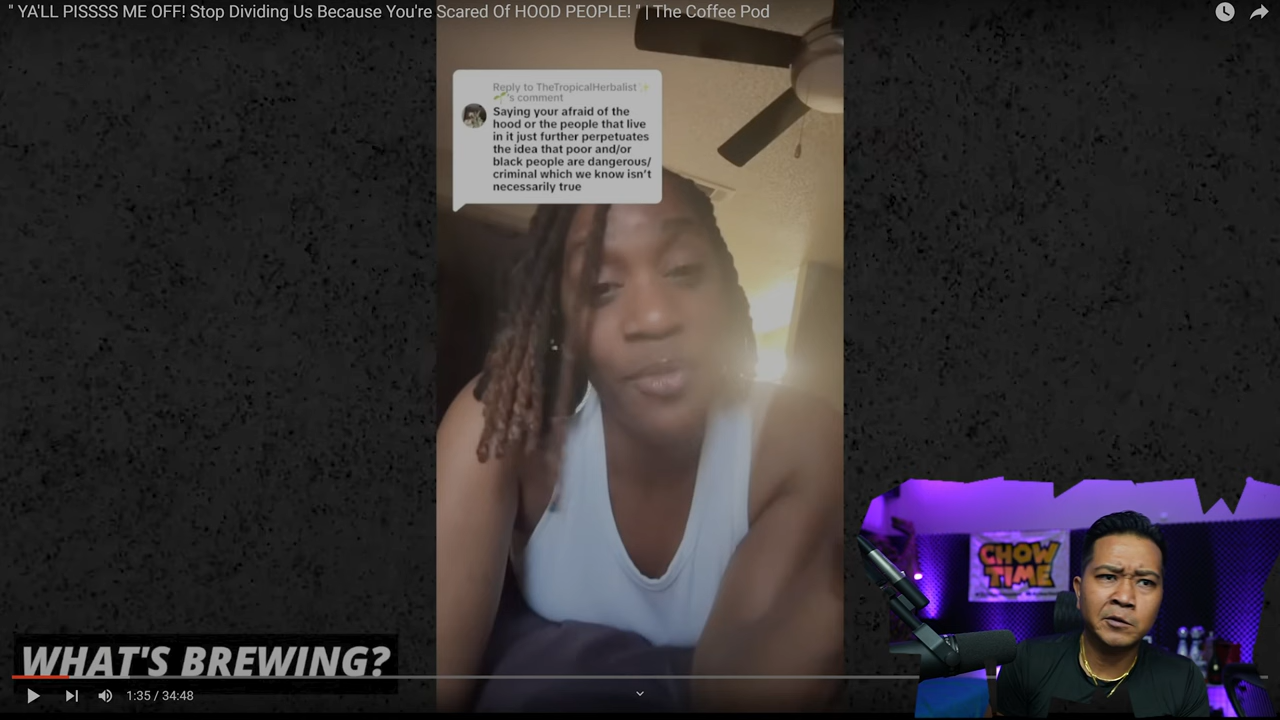 " YA'LL PISSSS ME OFF! Stop Dividing Us Because You're Scared Of HOOD PEOPLE! " | The Coffee Pod
Reply to TheTropicalHerbalist✨
🌱's comment
Saying your afraid of the
hood or the people that live
in it just further perpetuates
the idea that poor and/or
black people are dangerous/
criminal which we know isn't
necessarily true
CHOW
TIME
WHAT'S BREWING?
1:35 / 34:48